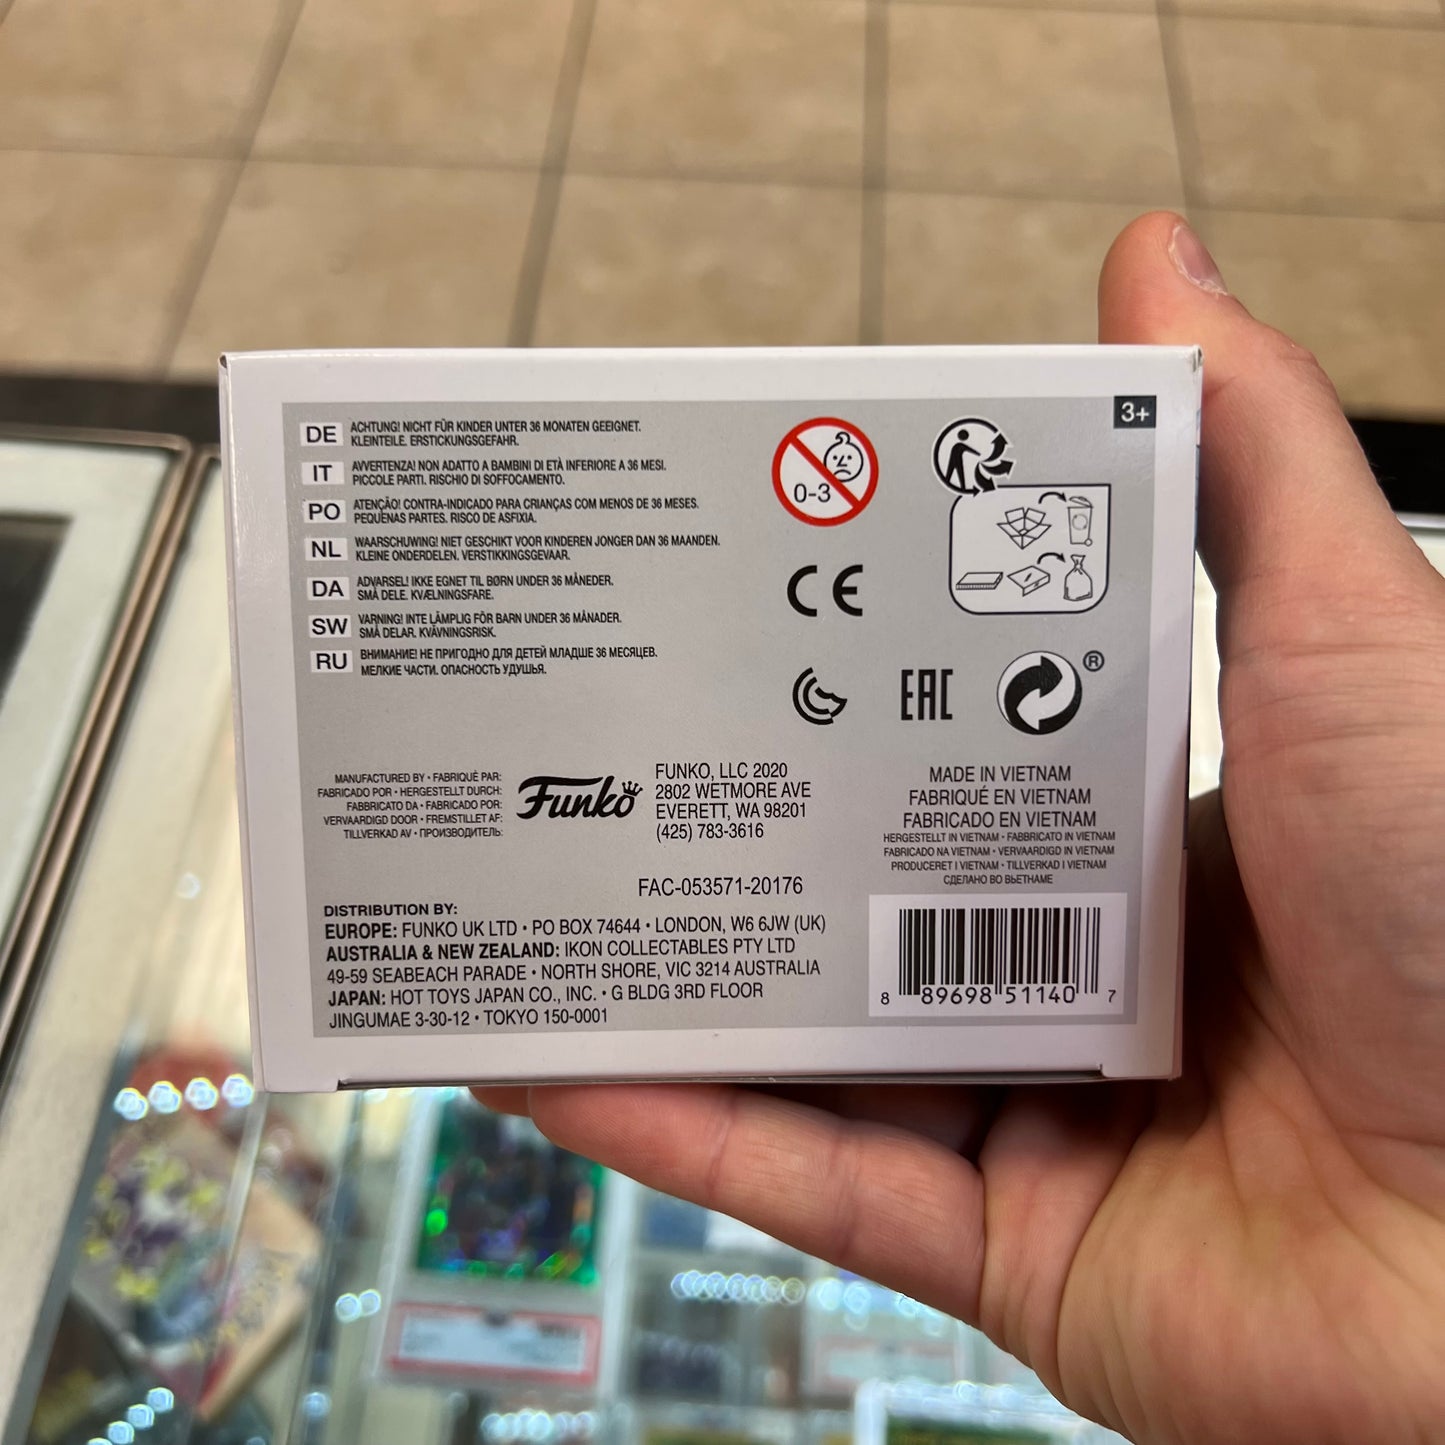 3+
DE ACHTUNG! NICHT FÜR KINDER UNTER 36 MONATEN GEEIGNET.
KLEINTEILE. ERSTICKUNGSGEFAHR.
IT AVVERTENZA! NON ADATTO A BAMBINI DI ETÀ INFERIORE A 36 MESI.
PICCOLE PARTI. RISCHIO DI SOFFOCAMENTO.
PO ATENÇÃO! CONTRA-INDICADO PARA CRIANÇAS COM MENOS DE 36 MESES.
PEQUENAS PARTES. RISCO DE ASFIXIA.
NL WAARSCHUWING! NIET GESCHIKT VOOR KINDEREN JONGER DAN 36 MAANDEN.
KLEINE ONDERDELEN. VERSTIKKINGSGEVAAR.
DA ADVARSEL! IKKE EGNET TIL BØRN UNDER 36 MÅNEDER.
SMÅ DELE. KVÆLNINGSFARE.
SW VARNING! INTE LÄMPLIG FÖR BARN UNDER 36 MÅNADER.
SMÅ DELAR. KVÄVNINGSRISK.
RU ВНИМАНИЕ! НЕ ПРИГОДНО ДЛЯ ДЕТЕЙ МЛАДШЕ 36 МЕСЯЦЕВ.
МЕЛКИЕ ЧАСТИ. ОПАСНОСТЬ УДУШЬЯ.
0-3
CE
EAC
®
MANUFACTURED BY • FABRIQUÉ PAR:
FABRICADO POR • HERGESTELLT DURCH:
FABBRICATO DA • FABRICADO POR:
VERVAARDIGD DOOR • FREMSTILLET AF:
TILLVERKAD AV • ПРОИЗВОДИТЕЛЬ:
Funko
FUNKO, LLC 2020
2802 WETMORE AVE
EVERETT, WA 98201
(425) 783-3616
MADE IN VIETNAM
FABRIQUÉ EN VIETNAM
FABRICADO EN VIETNAM
HERGESTELLT IN VIETNAM • FABBRICATO IN VIETNAM
FABRICADO NA VIETNAM • VERVAARDIGD IN VIETNAM
PRODUCERET I VIETNAM • TILLVERKAD I VIETNAM
СДЕЛАНО ВО ВЬЕТНАМЕ
FAC-053571-20176
DISTRIBUTION BY:
EUROPE: FUNKO UK LTD • PO BOX 74644 • LONDON, W6 6JW (UK)
AUSTRALIA & NEW ZEALAND: IKON COLLECTABLES PTY LTD
49-59 SEABEACH PARADE • NORTH SHORE, VIC 3214 AUSTRALIA
JAPAN: HOT TOYS JAPAN CO., INC. • G BLDG 3RD FLOOR
JINGUMAE 3-30-12 • TOKYO 150-0001
8 89698 51140 7